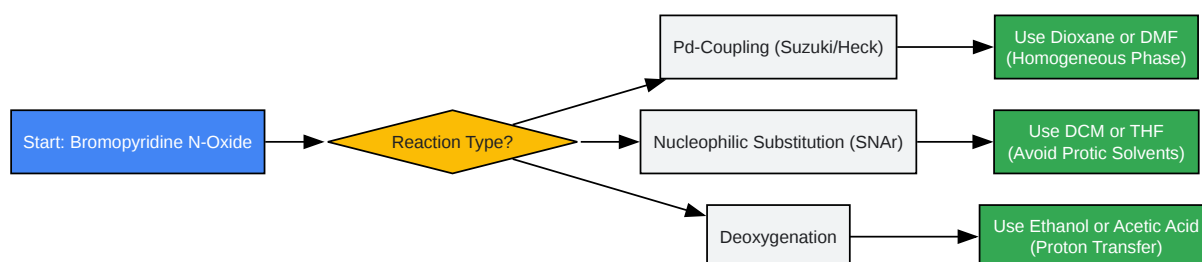 Start: Bromopyridine N-Oxide
Reaction Type?
Pd-Coupling (Suzuki/Heck)
Use Dioxane or DMF
(Homogeneous Phase)
Nucleophilic Substitution (SNAr)
Use DCM or THF
(Avoid Protic Solvents)
Deoxygenation
Use Ethanol or Acetic Acid
(Proton Transfer)